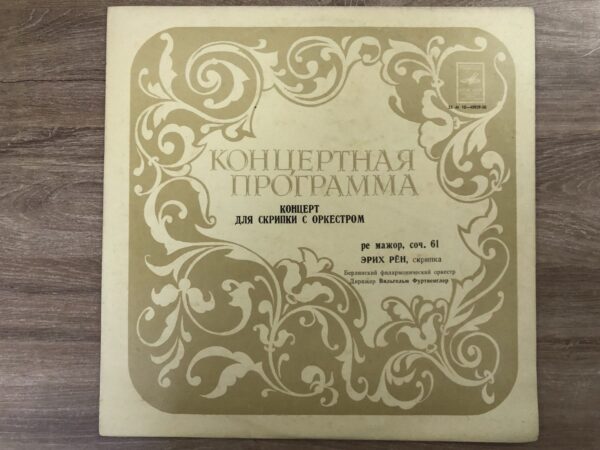 КОНЦЕРТНАЯ
ПРОГРАММА
КОНЦЕРТ
ДЛЯ СКРИПКИ С ОРКЕСТРОМ
ре мажор, соч. 61
ЭРИХ РЁН, скрипка
Берлинский филармонический оркестр
Дирижер Вильгельм Фуртвенглер